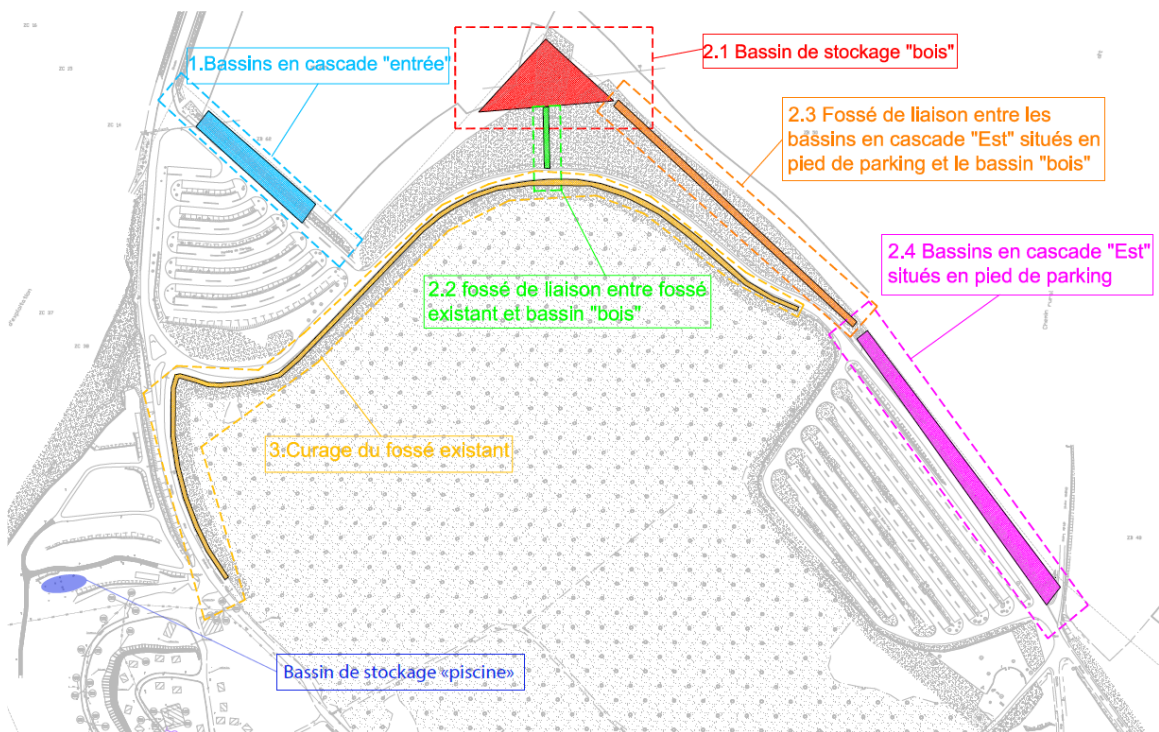 1.Bassins en cascade "entrée"
2.1 Bassin de stockage "bois"
2.3 Fossé de liaison entre les
bassins en cascade "Est" situés en
pied de parking et le bassin "bois"
2.4 Bassins en cascade "Est"
situés en pied de parking
2.2 fossé de liaison entre fossé
existant et bassin "bois"
3.Curage du fossé existant
Bassin de stockage «piscine»